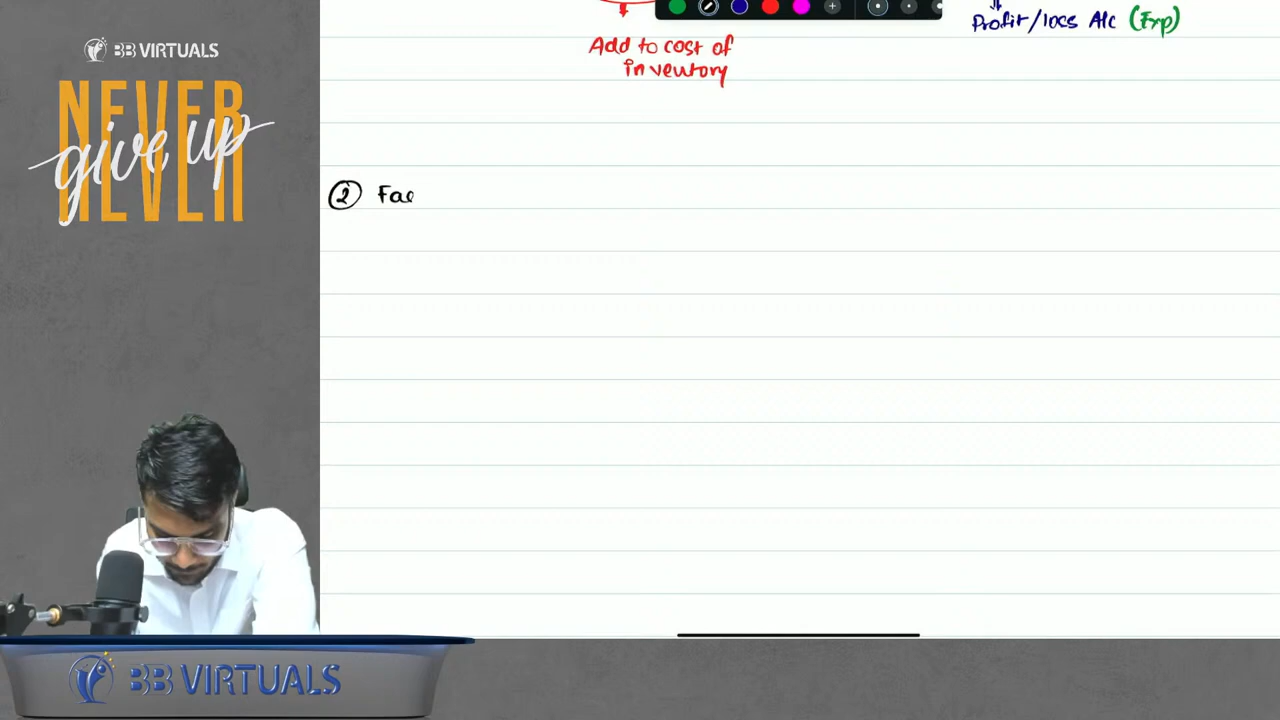 BB VIRTUALS
NEVER
give up
NEVER
Add to cost of
inventory
Profit/loss A/c (Exp)
② Fac
BB VIRTUALS